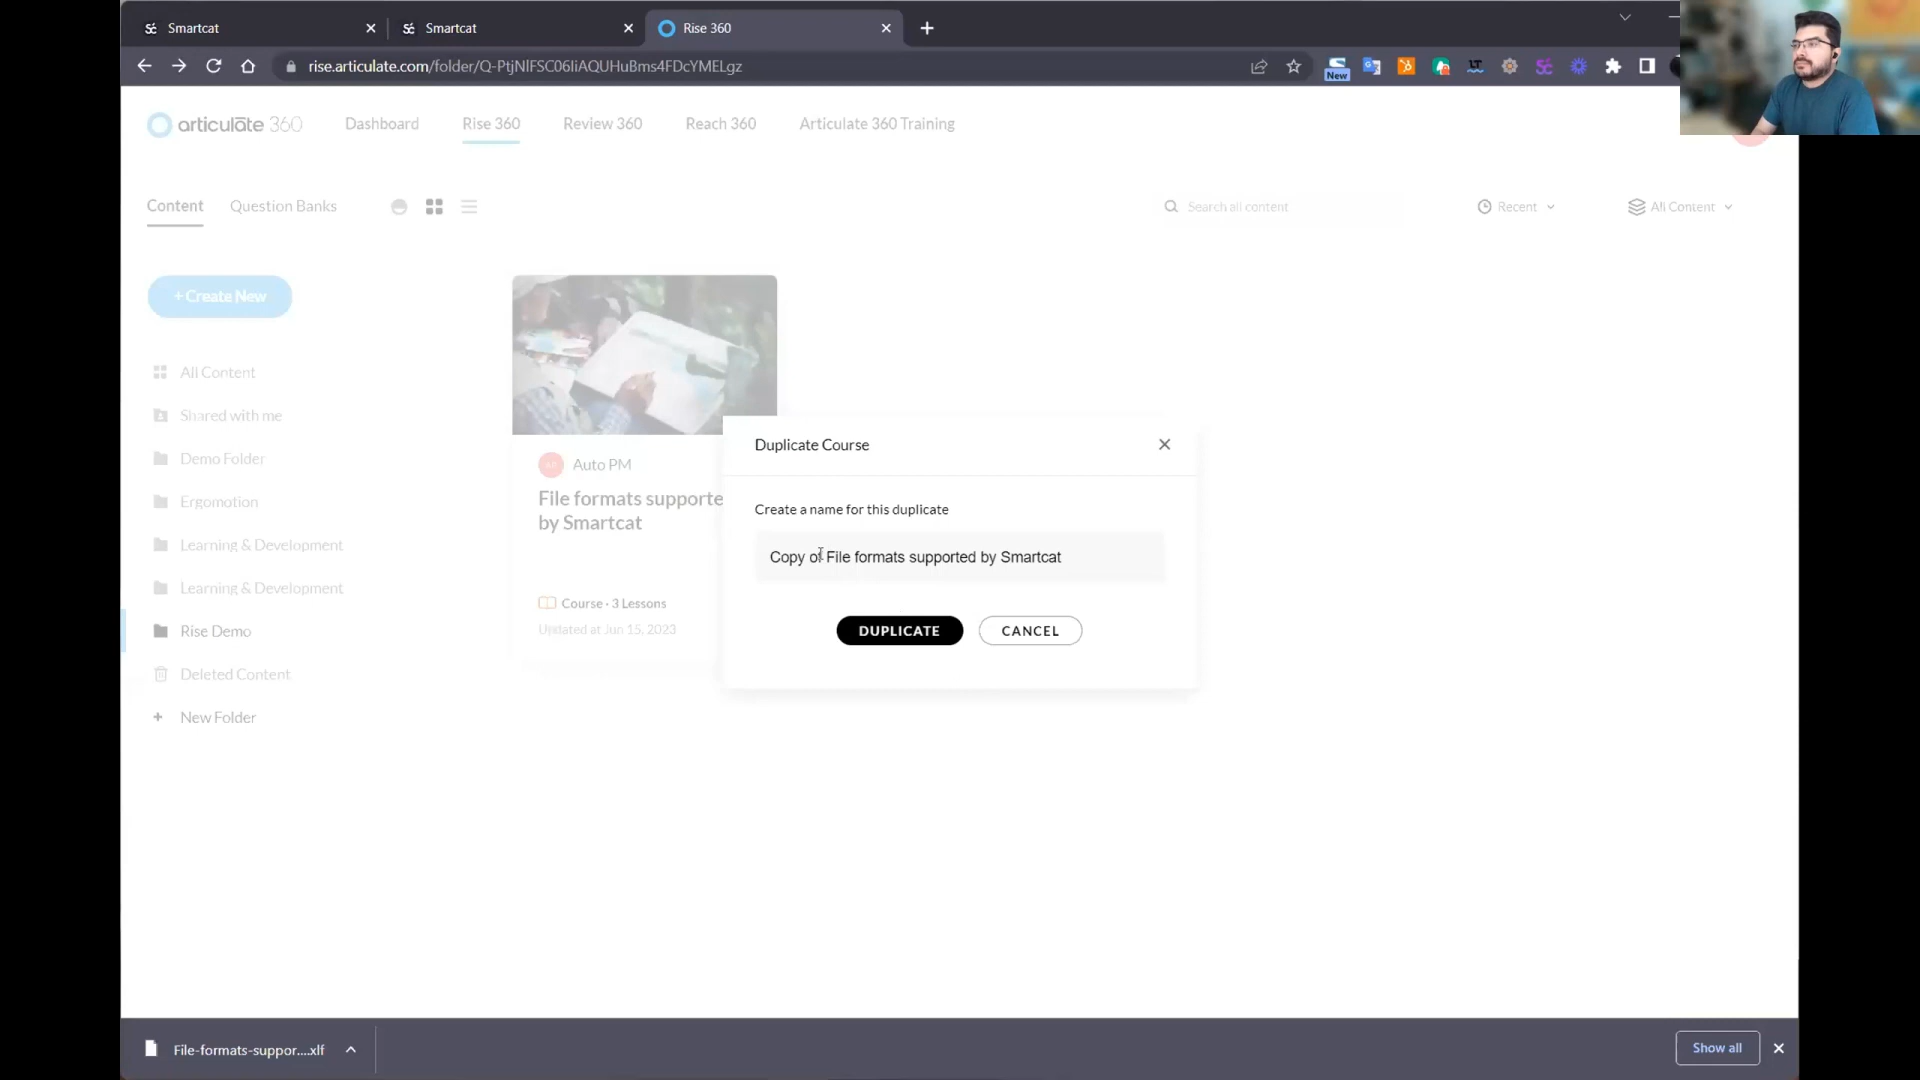 Smartcat
Smartcat
Rise 360
rise.articulate.com/folder/Q-PtjNlFSC06IiAQUHuBms4FDcYMELgz
New
articulate 360
Dashboard
Rise 360
Review 360
Reach 360
Articulate 360 Training
Content
Question Banks
Search all content
Recent
All Content
+ Create New
All Content
Shared with me
Demo Folder
Ergomotion
Learning & Development
Learning & Development
Rise Demo
Deleted Content
+ New Folder
Auto PM
File formats supporte
by Smartcat
Course · 3 Lessons
Updated at Jun 15, 2023
Duplicate Course
Create a name for this duplicate
Copy of File formats supported by Smartcat
DUPLICATE
CANCEL
File-formats-suppor....xlf
Show all